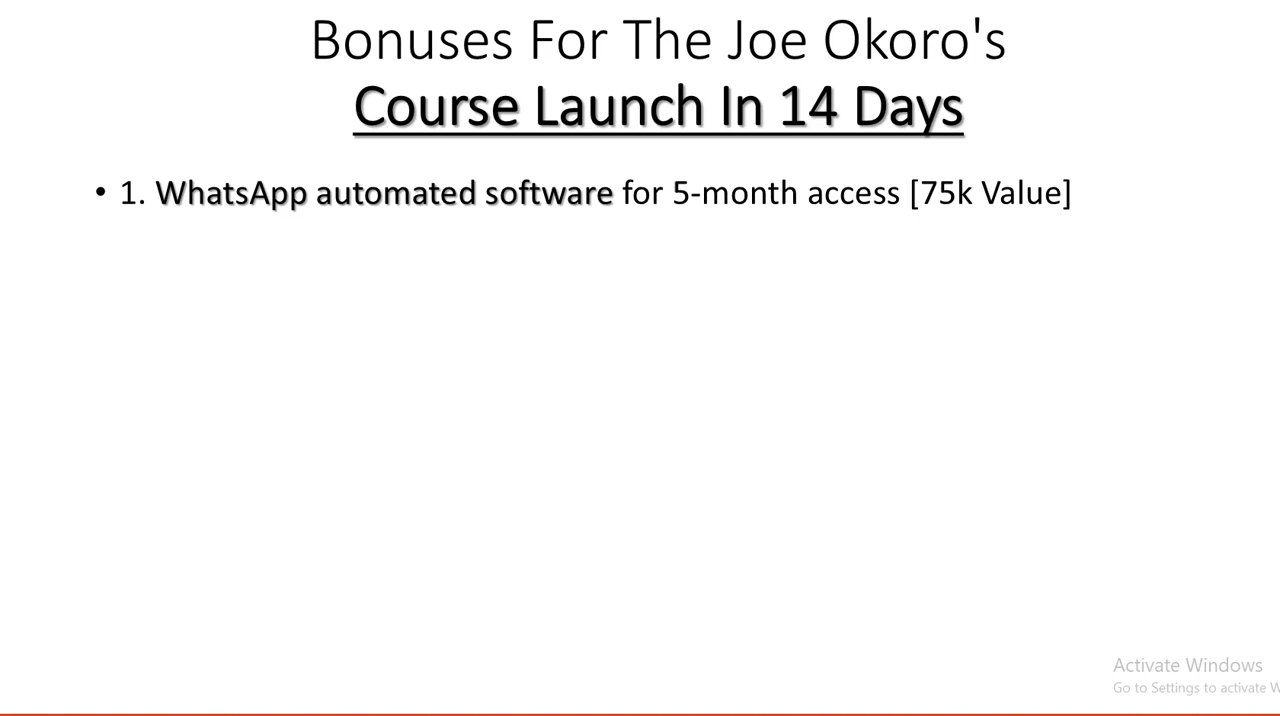 Bonuses For The Joe Okoro's
Course Launch In 14 Days
• 1. WhatsApp automated software for 5-month access [75k Value]
Activate Windows
Go to Settings to activate W